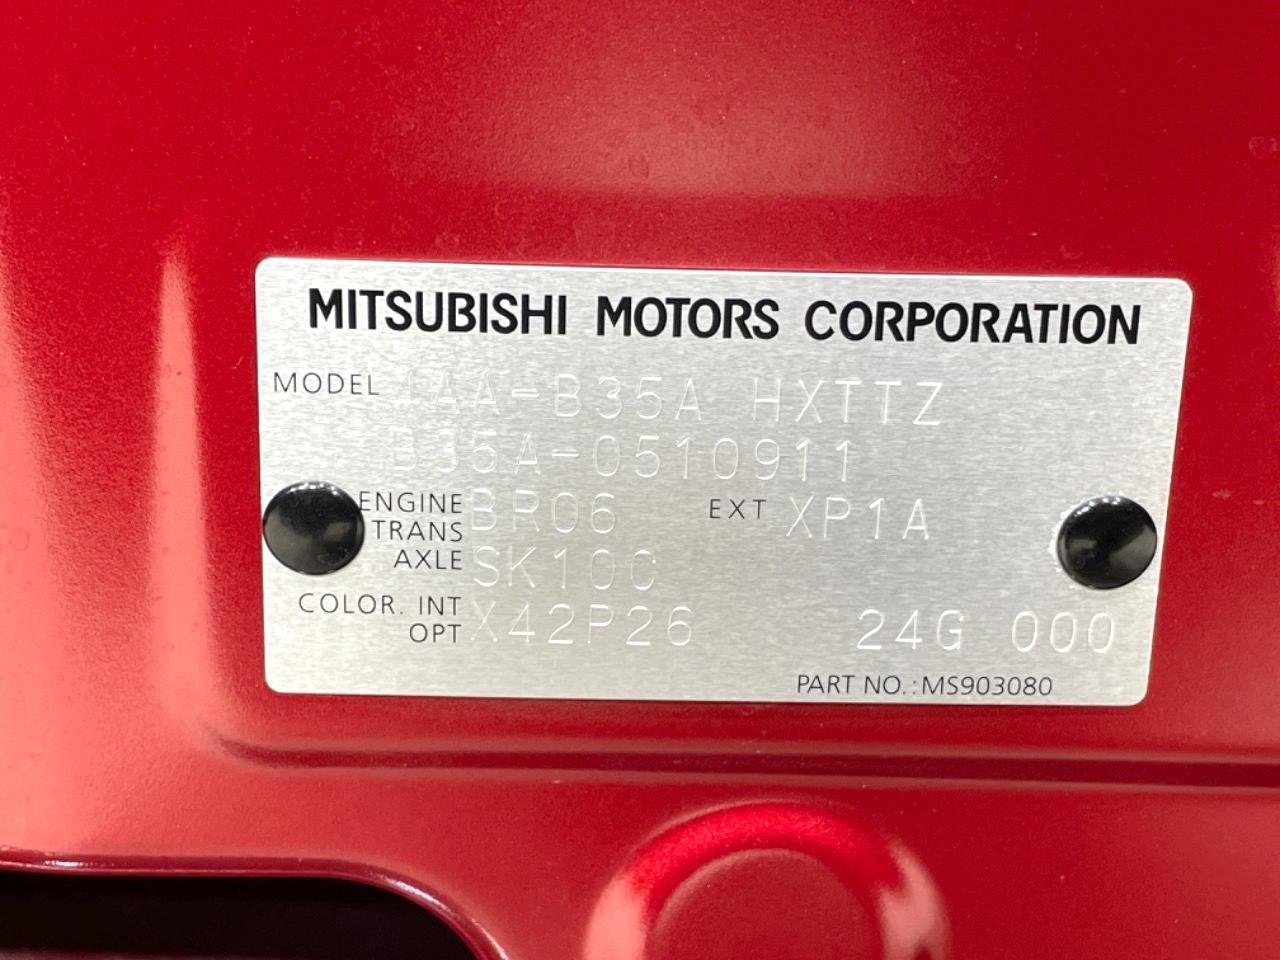 MITSUBISHI MOTORS CORPORATION
MODEL 4AA-B35A HXTTZ
B35A-0510911
ENGINE BR06 EXT XP1A
TRANS
AXLE SK10C
COLOR. INT
OPT X42P26 24G 000
PART NO.:MS903080